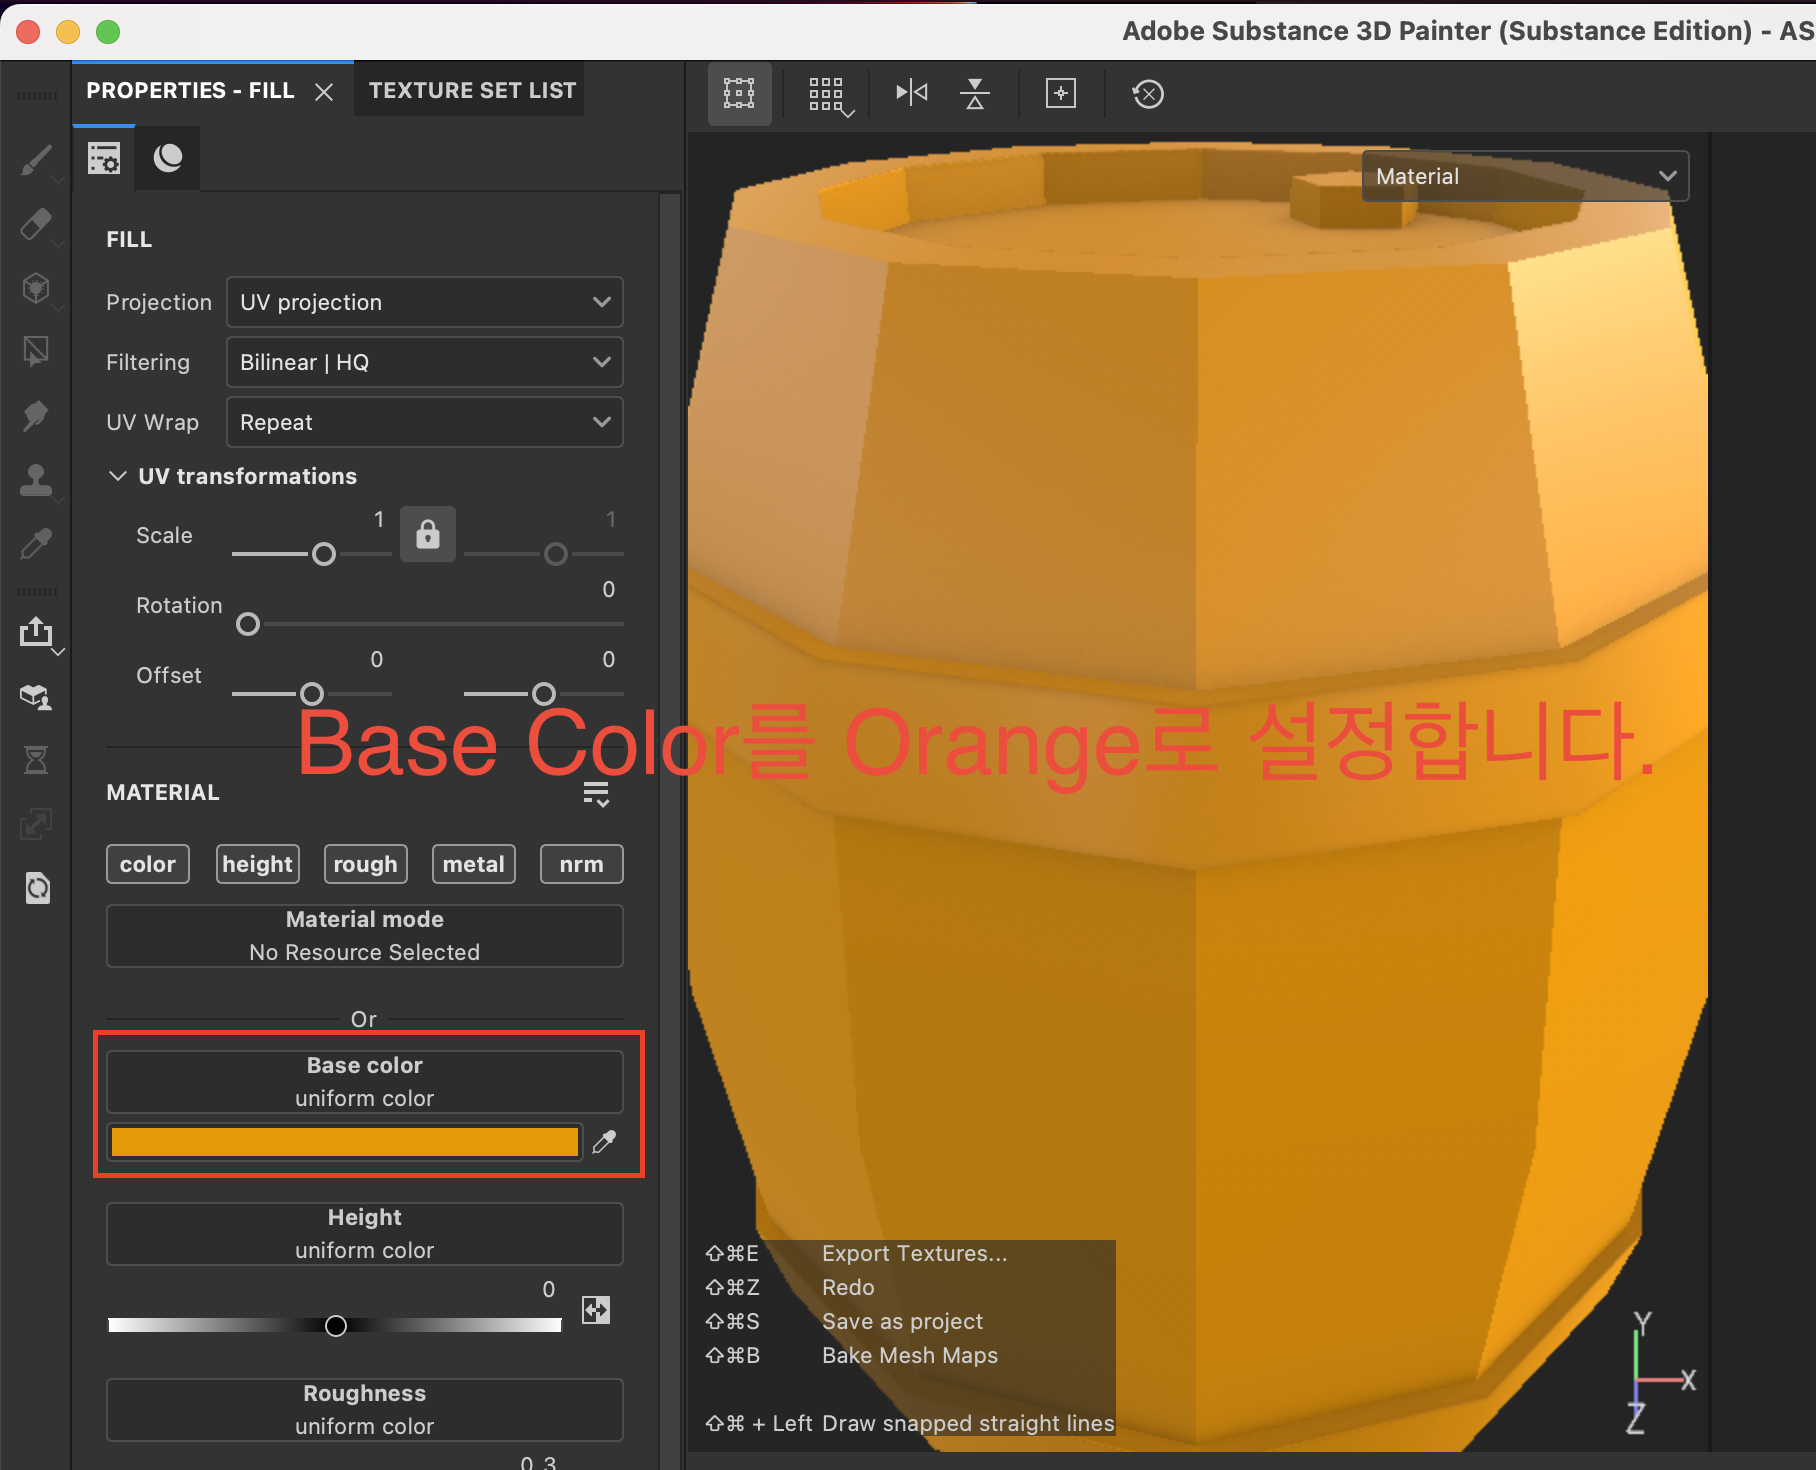 Adobe Substance 3D Painter (Substance Edition) - AS
PROPERTIES - FILL
TEXTURE SET LIST
Material
FILL
Projection UV projection
Filtering Bilinear | HQ
UV Wrap Repeat
UV transformations
Scale 1 1
Rotation 0
Offset 0 0
Base Color를 Orange로 설정합니다.
MATERIAL
color height rough metal nrm
Material mode
No Resource Selected
Or
Base color
uniform color
Height
uniform color
0
Roughness
uniform color
0.3
⇧⌘E Export Textures...
⇧⌘Z Redo
⇧⌘S Save as project
⇧⌘B Bake Mesh Maps
⇧⌘ + Left Draw snapped straight lines
Y
X
Z